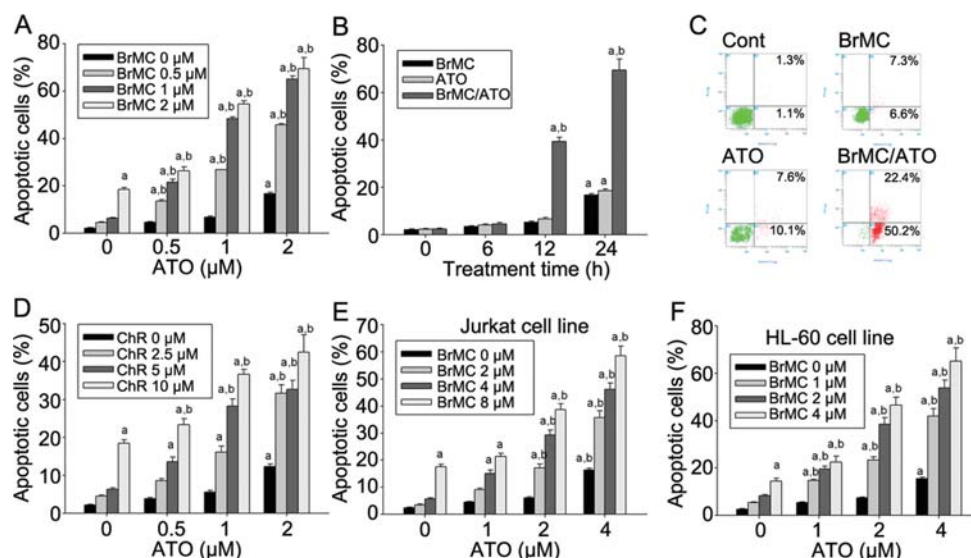 A
Apoptotic cells (%)
80
60
40
20
0
BrMC 0 µM
BrMC 0.5 µM
BrMC 1 µM
BrMC 2 µM
a
a,b
a,b
a,b
a,b
a,b
a,b
a
a,b
a,b
a,b
0 0.5 1 2
ATO (µM)
B
Apoptotic cells (%)
80
60
40
20
0
BrMC
ATO
BrMC/ATO
a,b
a
a
a,b
0 6 12 24
Treatment time (h)
C
Cont
1.3%
1.1%
BrMC
7.3%
6.6%
ATO
7.6%
10.1%
BrMC/ATO
22.4%
50.2%
D
Apoptotic cells (%)
50
40
30
20
10
0
ChR 0 µM
ChR 2.5 µM
ChR 5 µM
ChR 10 µM
a
a
a,b
a
a,b
a,b
a
a,b
a,b
a,b
0 0.5 1 2
ATO (µM)
E
Jurkat cell line
Apoptotic cells (%)
70
60
50
40
30
20
10
0
BrMC 0 µM
BrMC 2 µM
BrMC 4 µM
BrMC 8 µM
a
a
a
a,b
a,b
a,b
a
a,b
a,b
a,b
0 1 2 4
ATO (µM)
F
HL-60 cell line
Apoptotic cells (%)
80
60
40
20
0
BrMC 0 µM
BrMC 1 µM
BrMC 2 µM
BrMC 4 µM
a
a,b
a,b
a,b
a,b
a,b
a,b
a
a,b
a,b
a,b
0 1 2 4
ATO (µM)